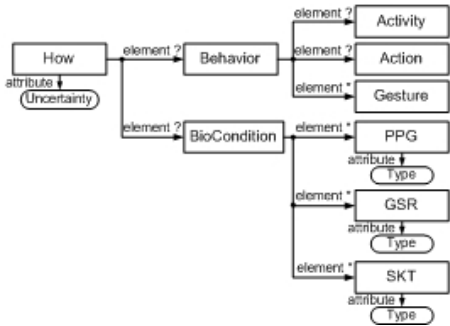 element ?
Activity
How
element ?
Behavior
element ?
Action
attribute
Uncertainty
element *
Gesture
element ?
BioCondition
element *
PPG
attribute
Type
element *
GSR
attribute
Type
element *
SKT
attribute
Type